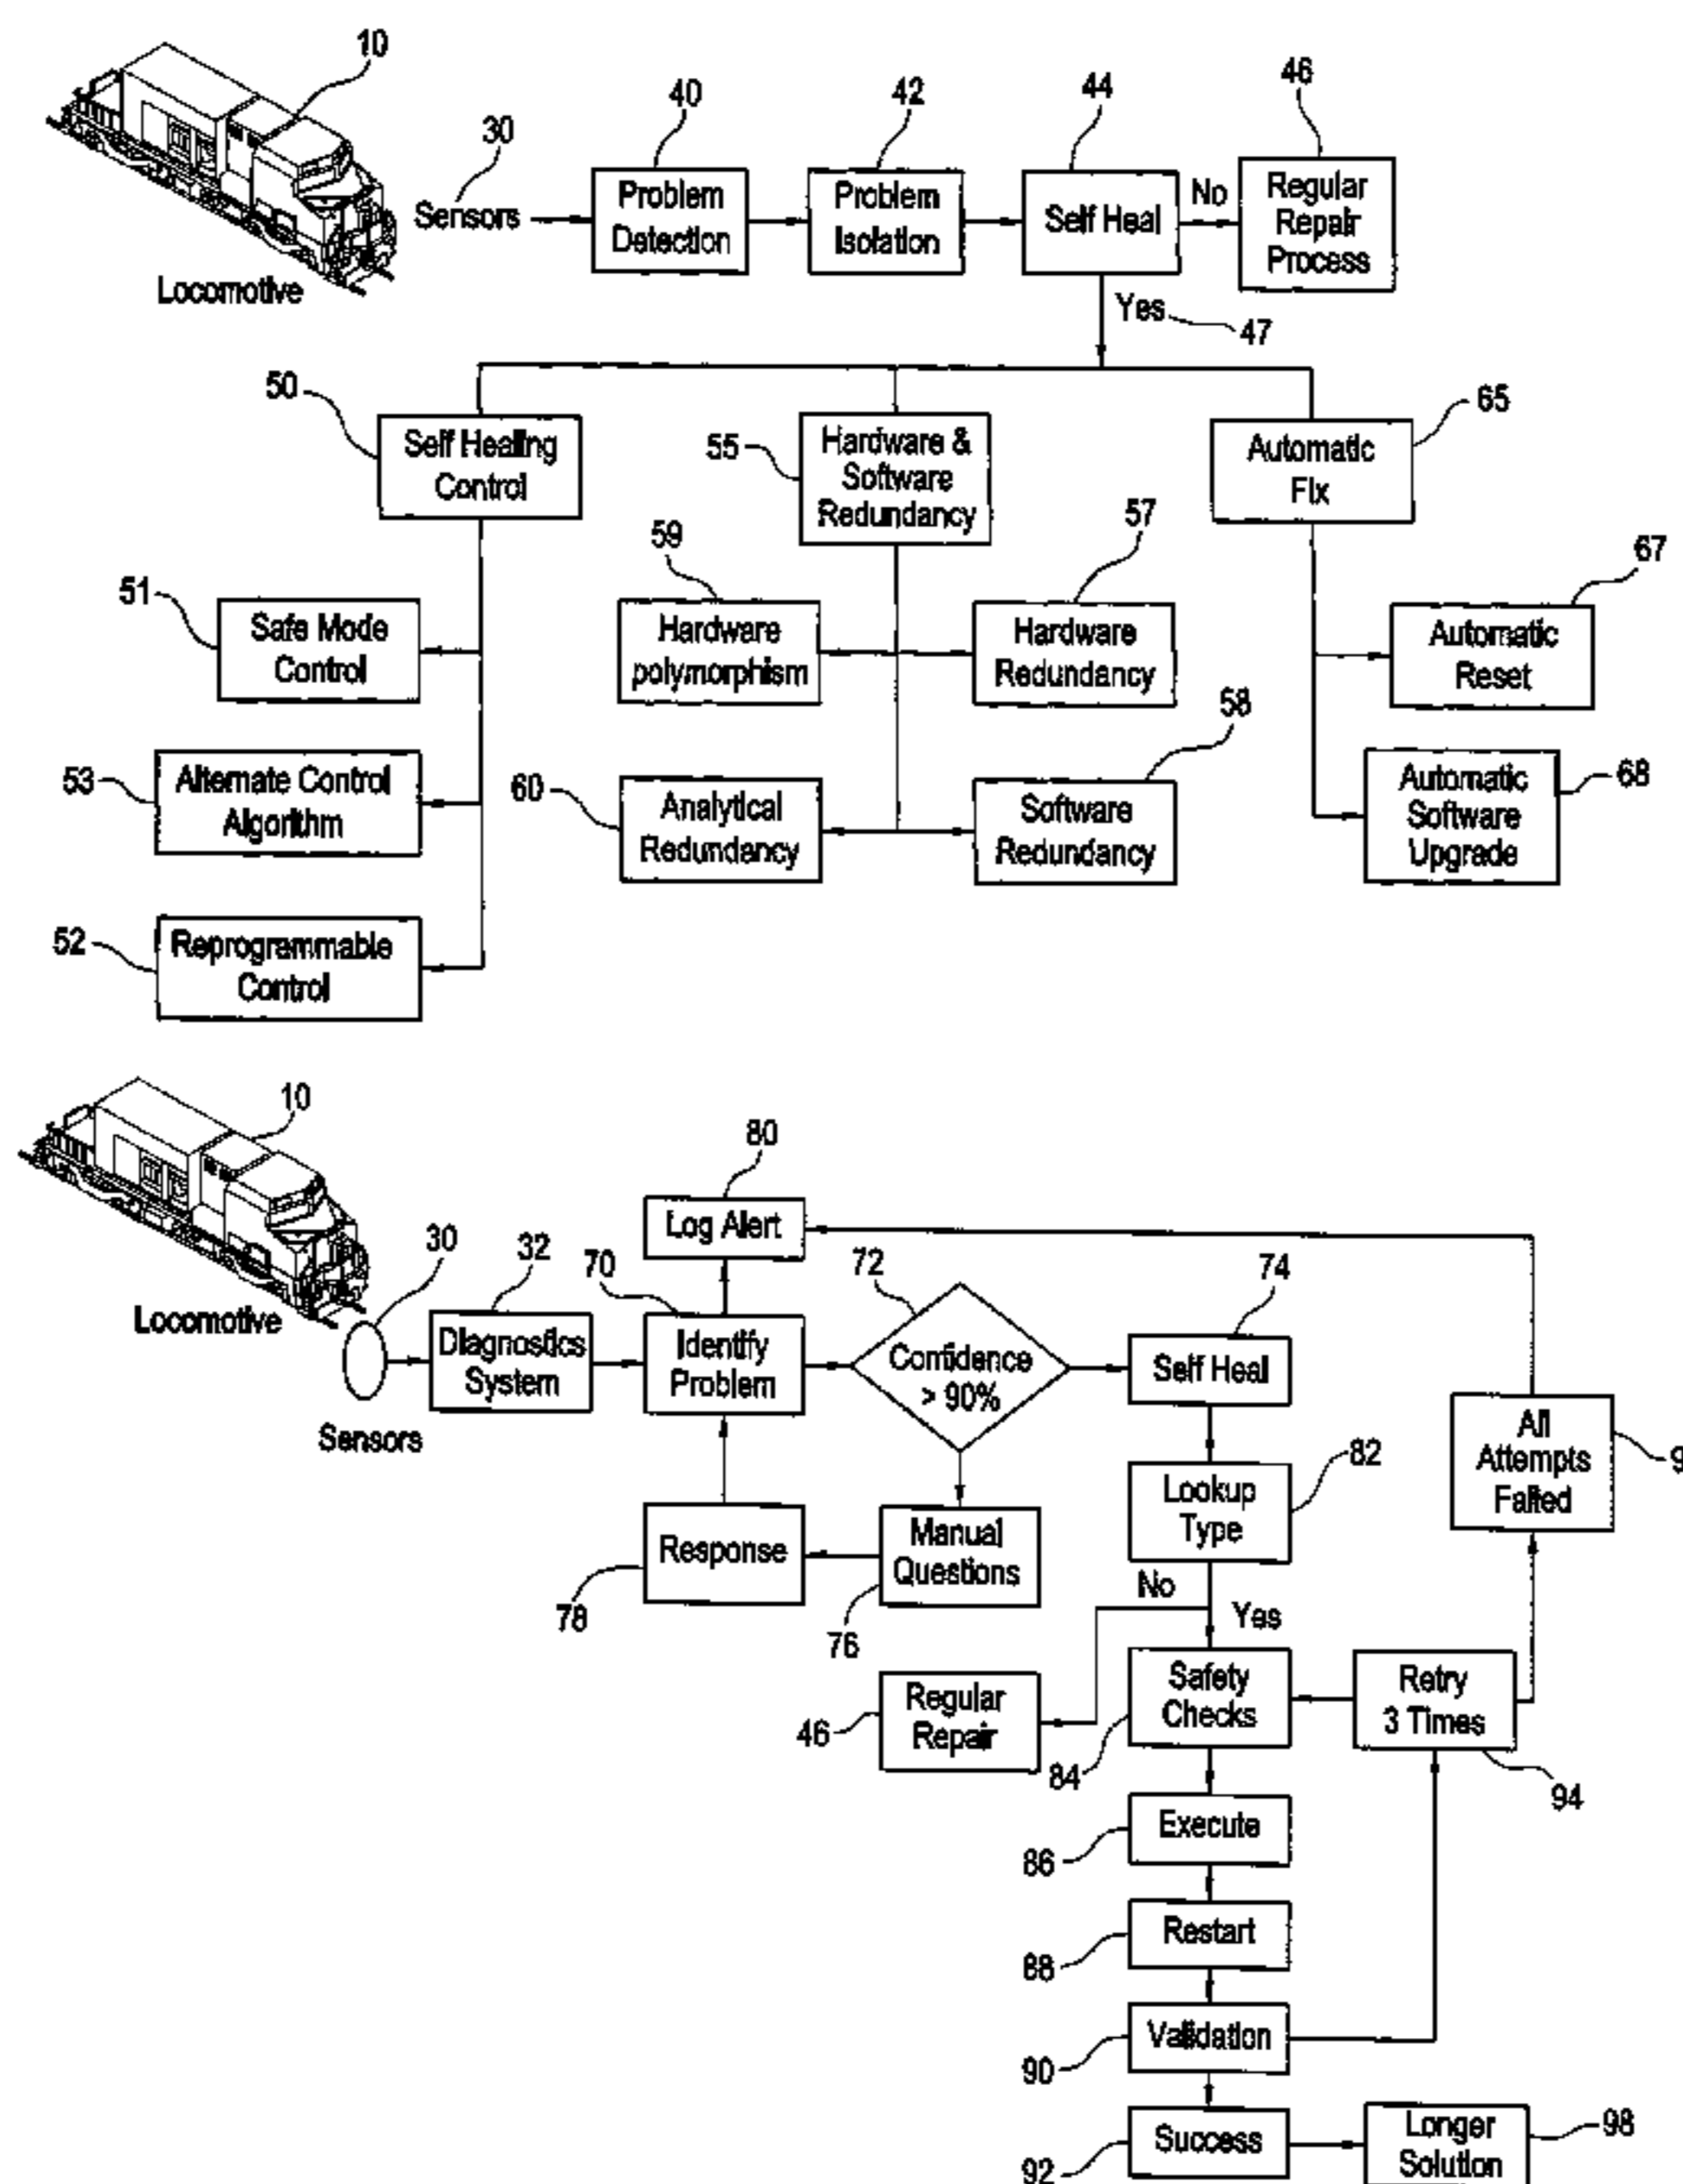 10
40
42
44
46
30
Sensors
Problem
Detection
Problem
Isolation
Self Heal
No
Regular
Repair
Process
Locomotive
Yes
47
50
Self Healing
Control
55
Hardware &
Software
Redundancy
65
Automatic
Fix
51
Safe Mode
Control
59
Hardware
polymorphism
57
Hardware
Redundancy
67
Automatic
Reset
53
Alternate Control
Algorithm
60
Analytical
Redundancy
58
Software
Redundancy
Automatic
Software
Upgrade
68
52
Reprogrammable
Control
10
80
Log Alert
Locomotive
30
32
70
72
74
Diagnostics
System
Identify
Problem
Confidence
> 90%
Self Heal
Sensors
All
Attempts
Failed
Lookup
Type
82
Response
78
Manual
Questions
76
No
Yes
Regular
Repair
46
Safety
Checks
84
Retry
3 Times
94
Execute
86
Restart
88
Validation
90
Success
92
Longer
Solution
98